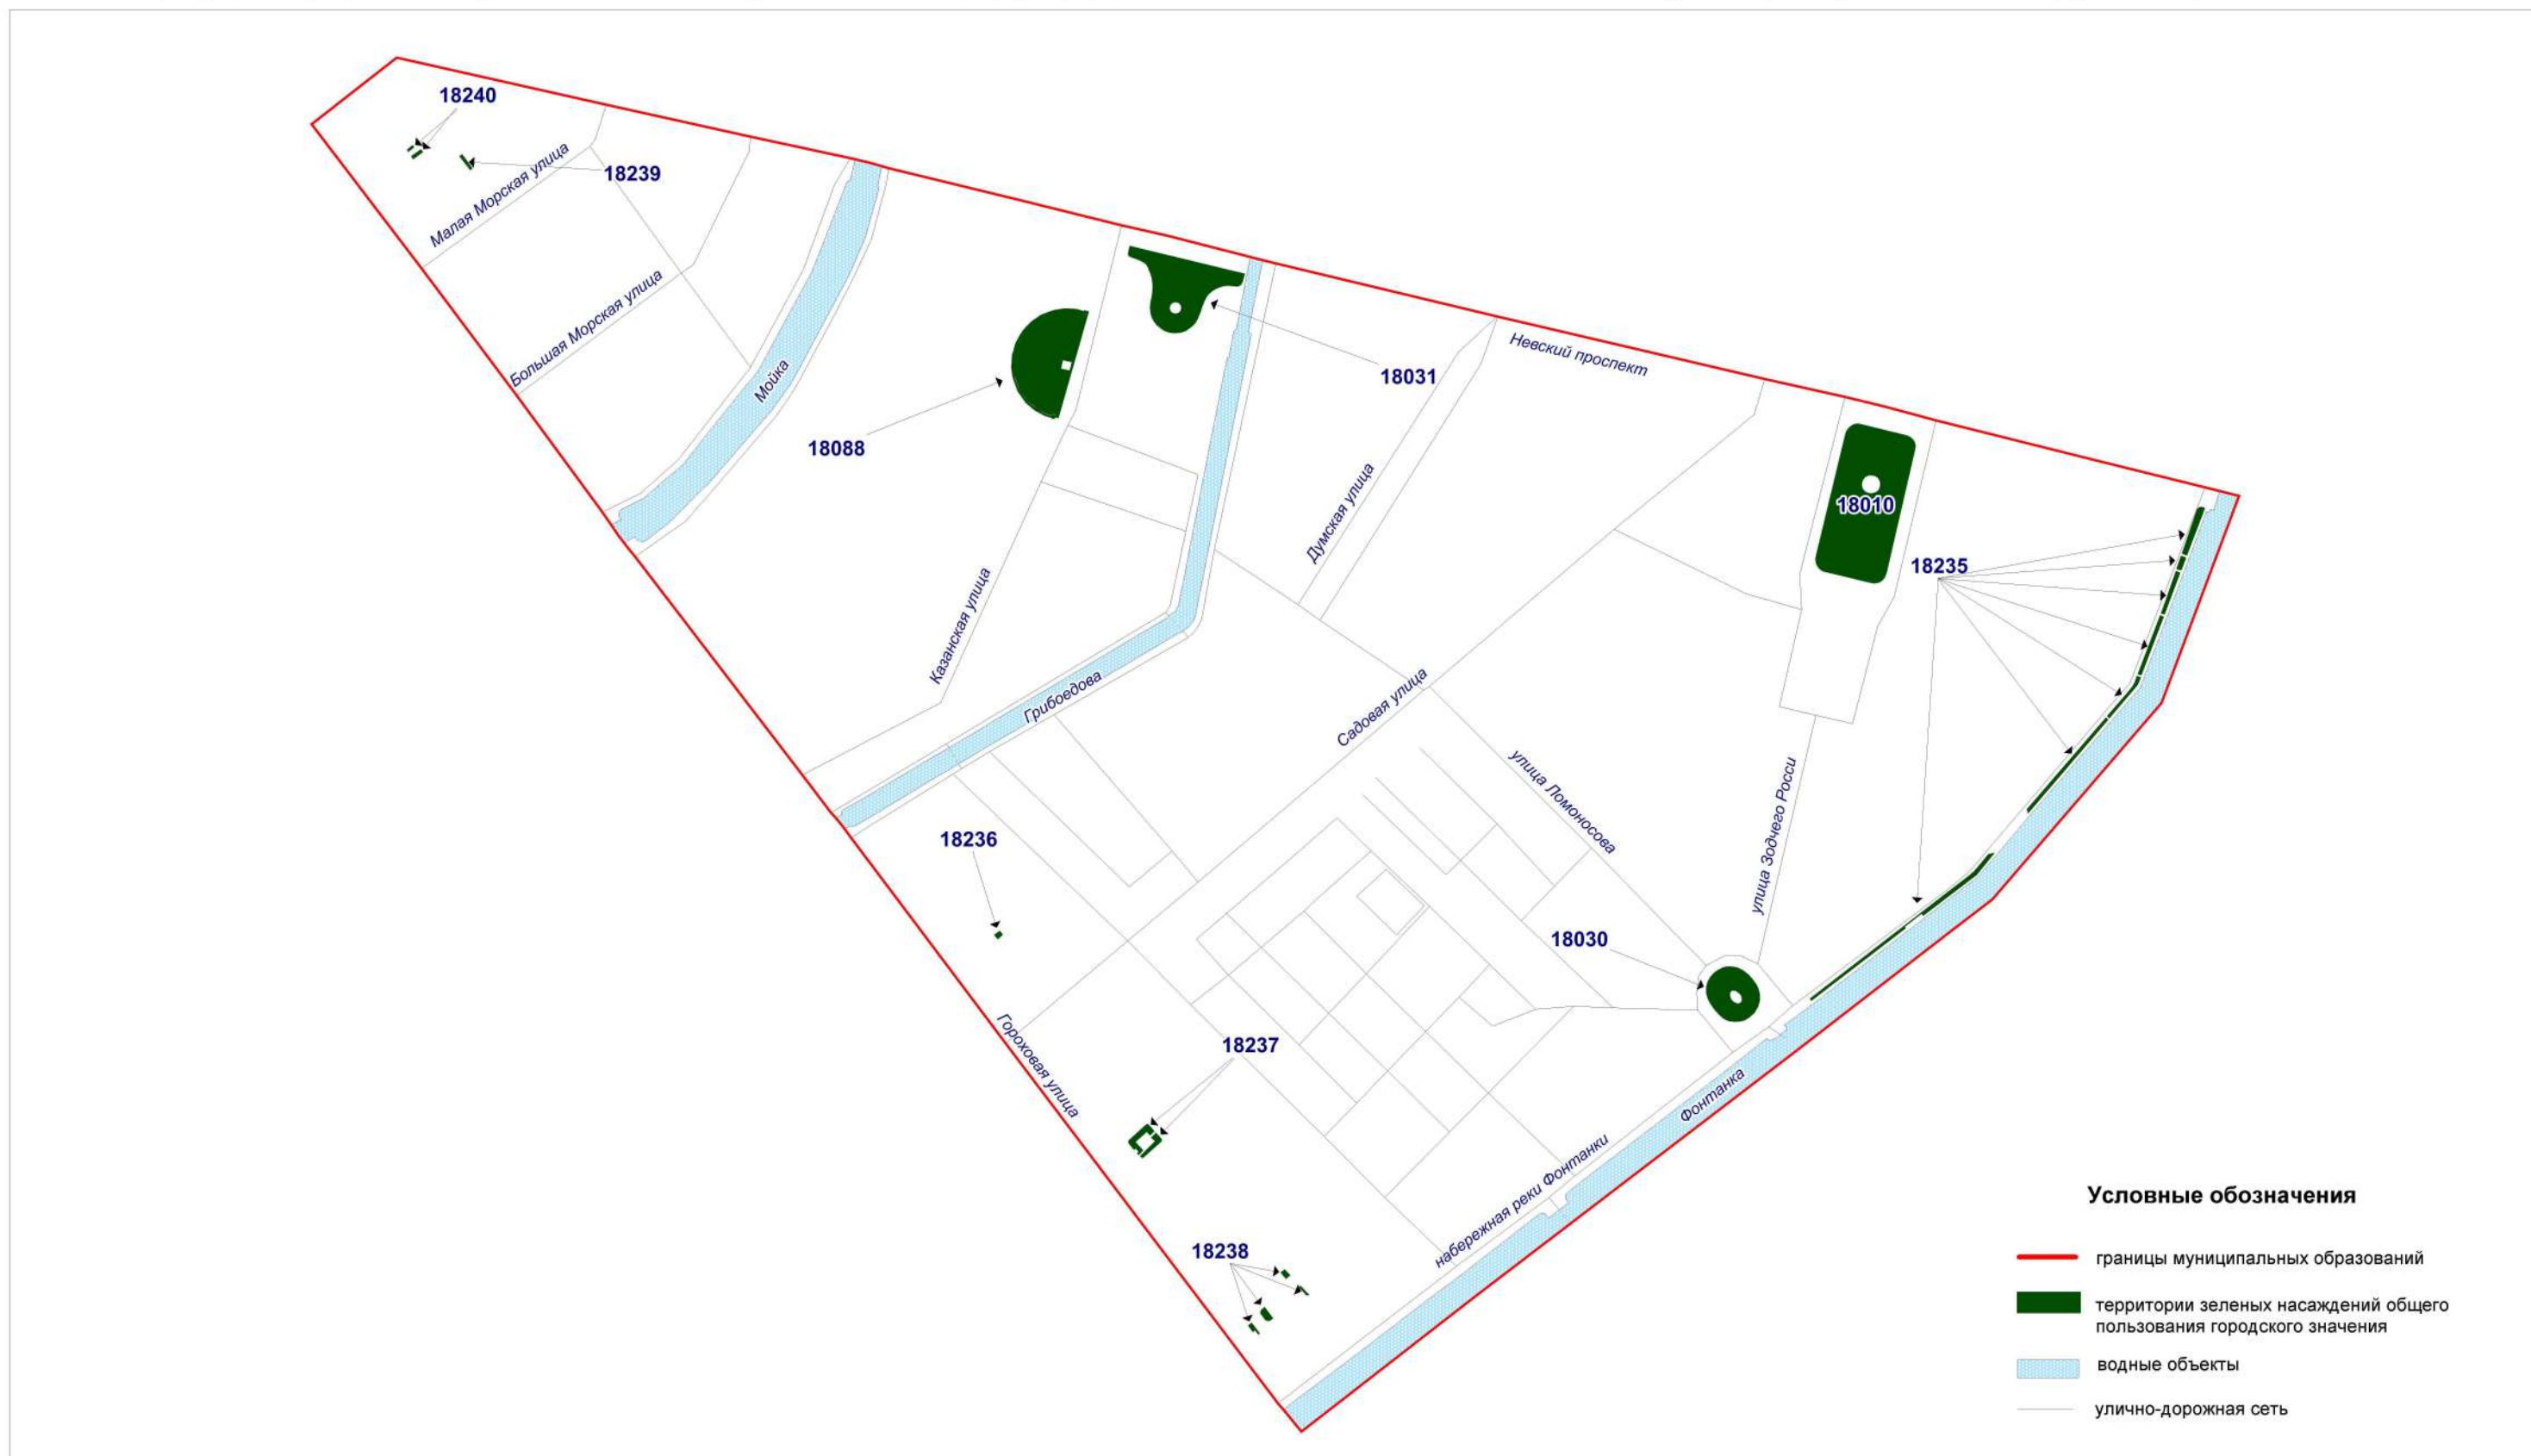 18240
18239
Малая Морская улица
Большая Морская улица
Мойка
18088
18031
Невский проспект
Думская улица
18010
18235
Казанская улица
Грибоедова
Садовая улица
улица Ломоносова
улица Зодчего Росси
18236
18030
Гороховая улица
18237
Фонтанка
набережная реки Фонтанки
18238
Условные обозначения
границы муниципальных образований
территории зеленых насаждений общего
пользования городского значения
водные объекты
улично-дорожная сеть